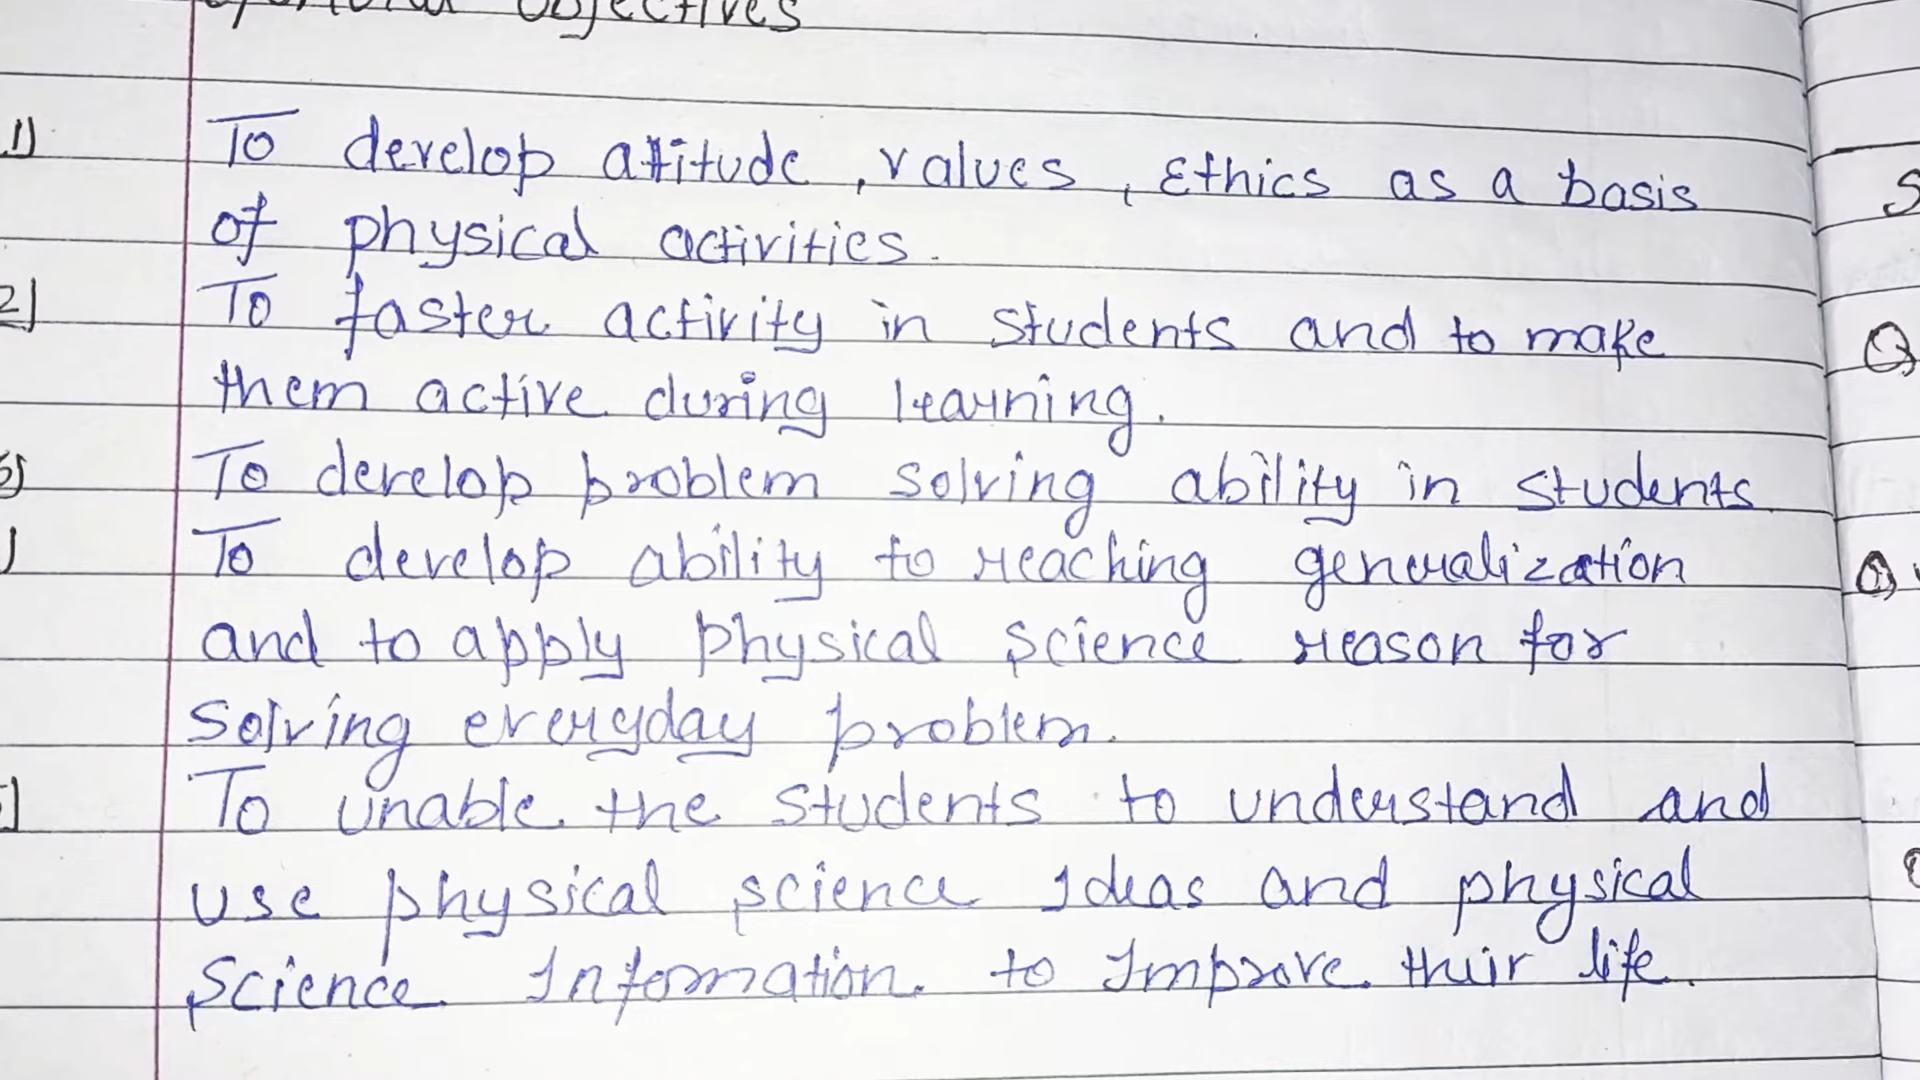 Objectives
1) To develop attitude, values, Ethics as a basis
of physical activities.
2) To faster activity in students and to make
them active during learning.
To develop problem solving ability in students
To develop ability to reaching generalization
and to apply physical science reason for
solving everyday problem.
To unable the students to understand and
use physical science Ideas and physical
Science Information to Improve their life.